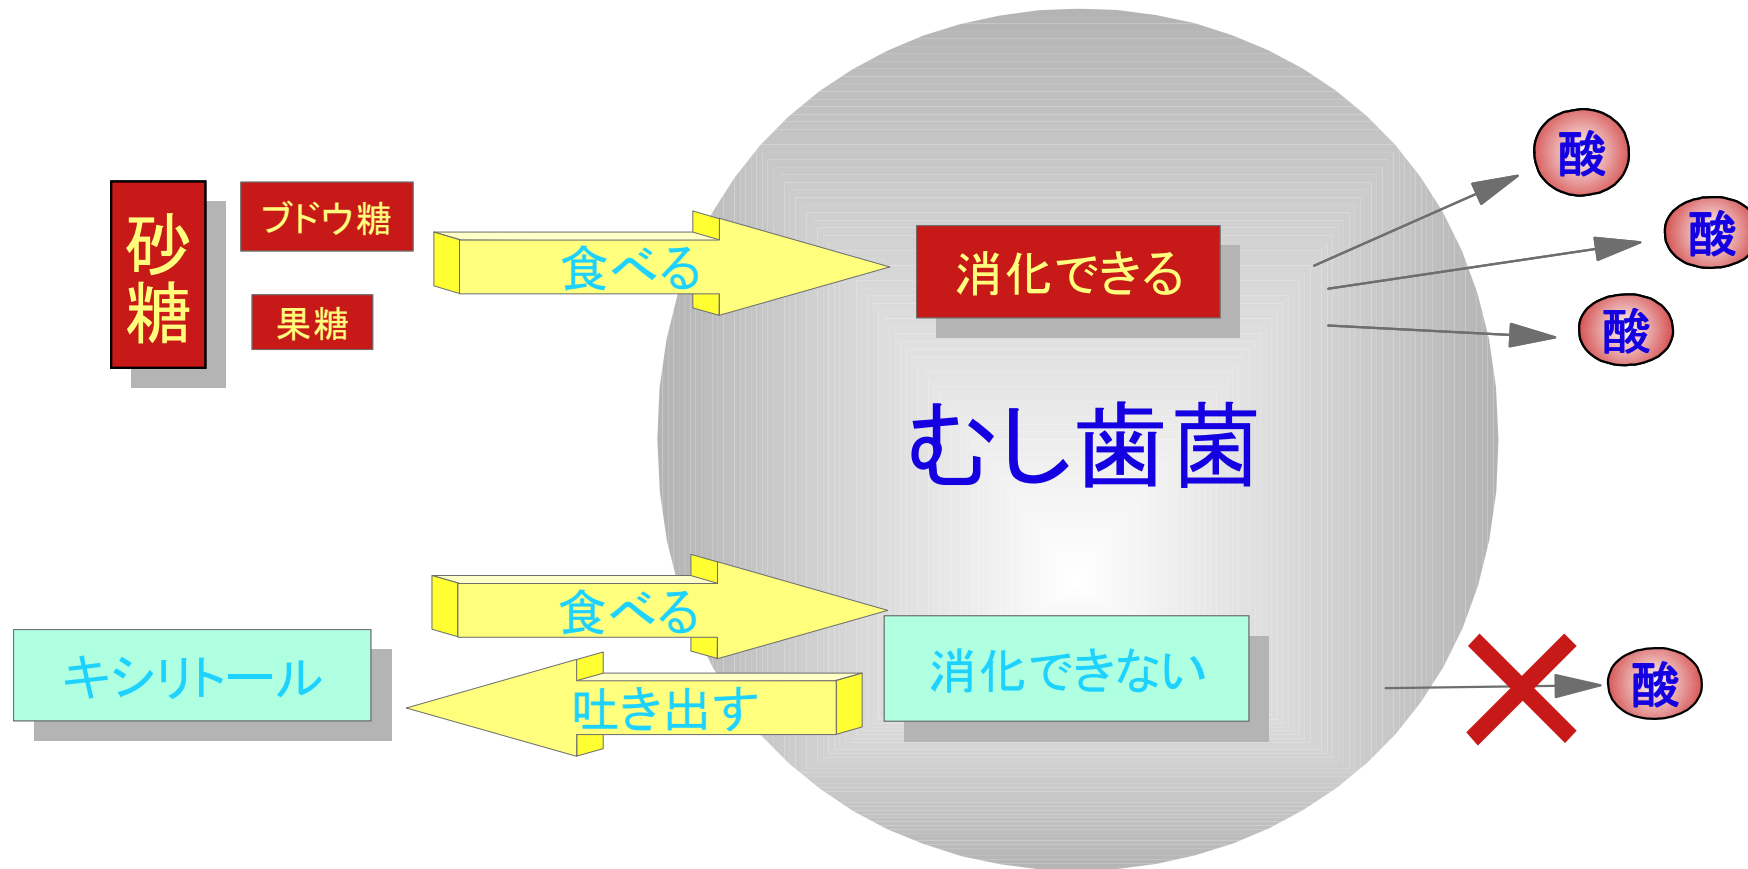 砂糖
ブドウ糖
果糖
食べる
消化できる
酸
酸
酸
むし歯菌
キシリトール
食べる
吐き出す
消化できない
酸